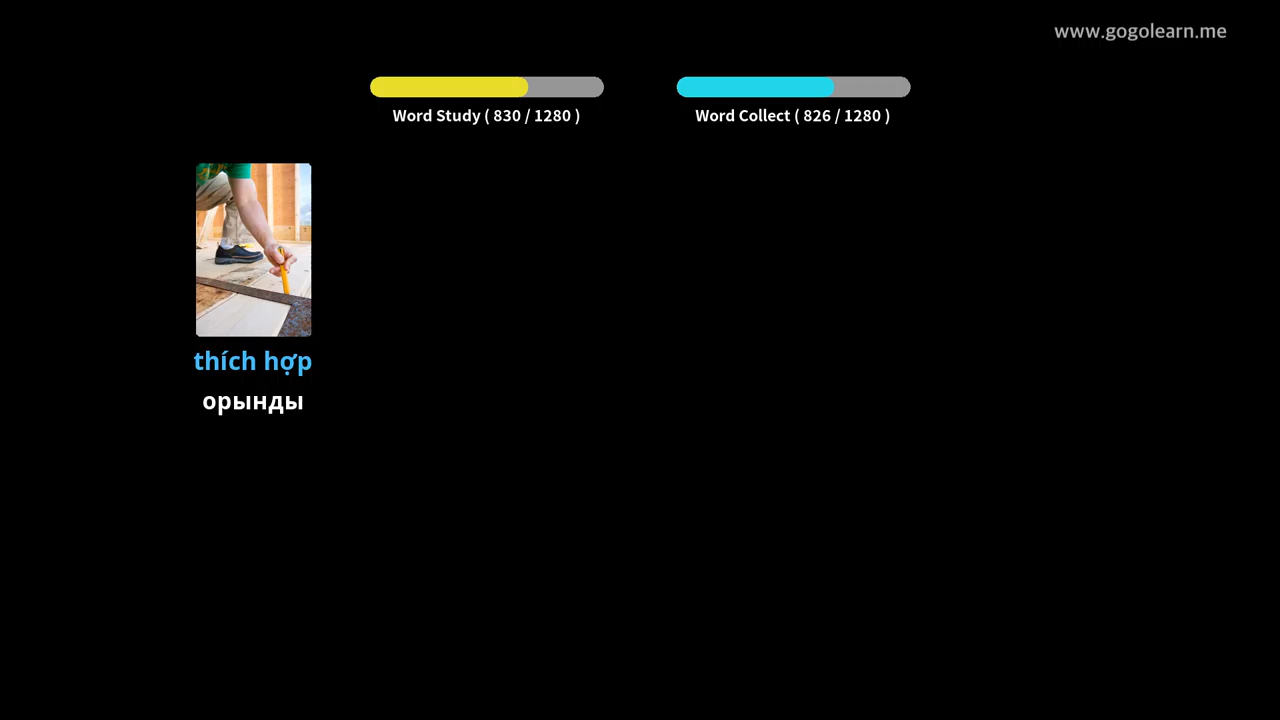 www.gogolearn.me
Word Study ( 830 / 1280 )
Word Collect ( 826 / 1280 )
thích hợp
орынды